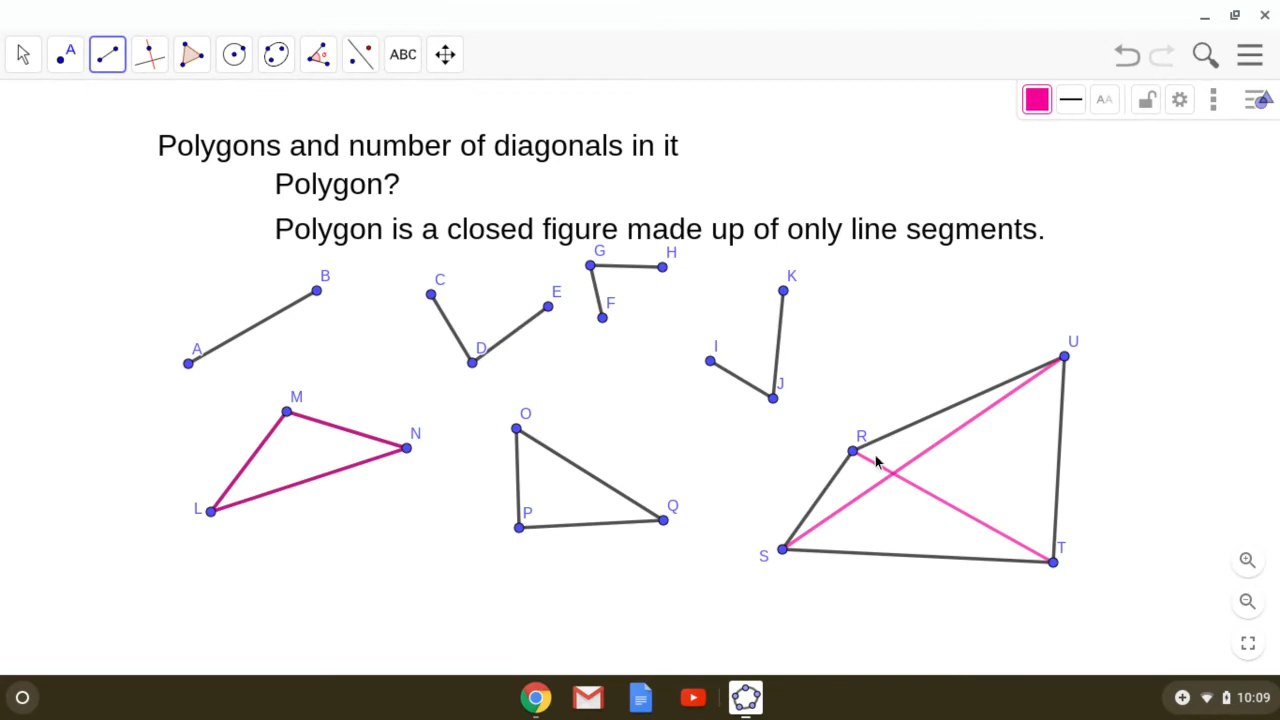 A
ABC
AA
Polygons and number of diagonals in it
Polygon?
Polygon is a closed figure made up of only line segments.
G
H
B
C
K
E
F
A
D
I
U
J
M
O
N
R
L
P
Q
S
T
10:09